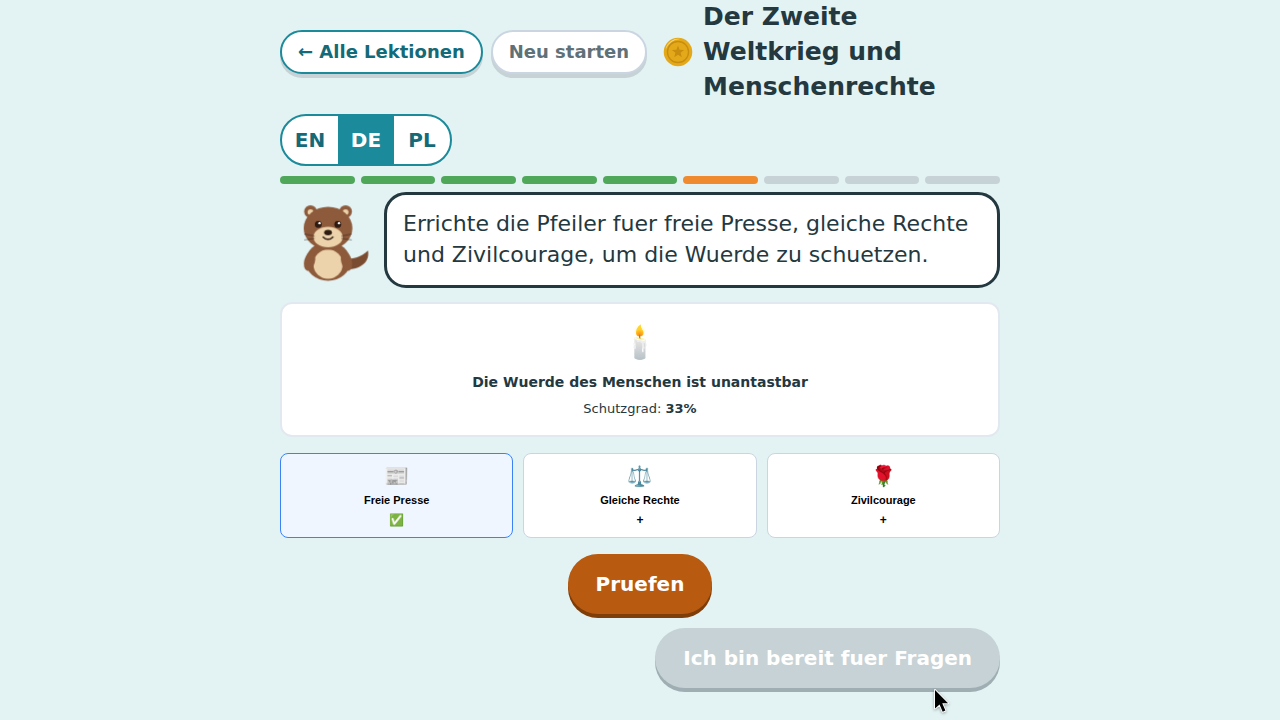 ← Alle Lektionen
Neu starten
Der Zweite
Weltkrieg und
Menschenrechte
EN DE PL
Errichte die Pfeiler fuer freie Presse, gleiche Rechte
und Zivilcourage, um die Wuerde zu schuetzen.
Die Wuerde des Menschen ist unantastbar
Schutzgrad: 33%
Freie Presse
Gleiche Rechte
+
Zivilcourage
+
Pruefen
Ich bin bereit fuer Fragen